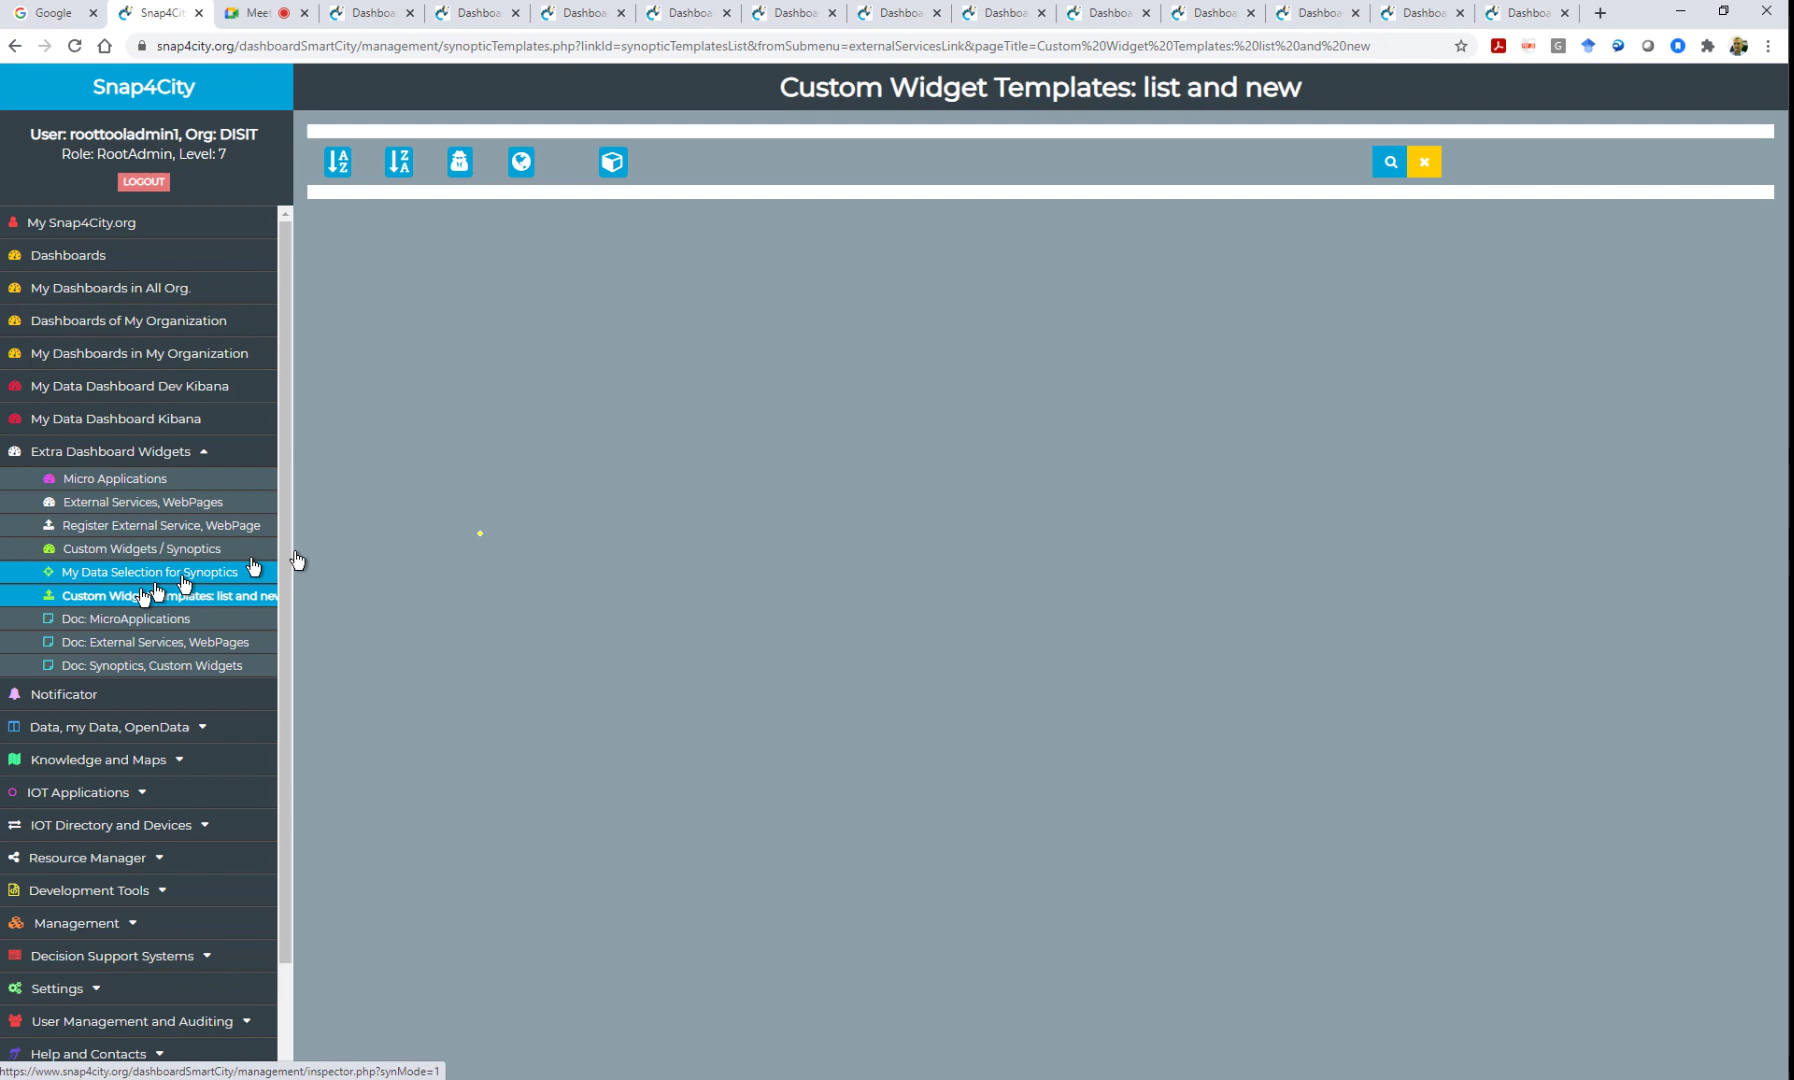 Google
Snap4Cit
Meet
Dashboa
Dashboa
Dashboa
Dashboa
Dashboa
Dashboa
Dashboa
Dashboa
Dashboa
Dashboa
Dashboa
Dashboa
snap4city.org/dashboardSmartCity/management/synopticTemplates.php?linkId=synopticTemplatesList&fromSubmenu=externalServicesLink&pageTitle=Custom%20Widget%20Templates:%20list%20and%20new
Snap4City
Custom Widget Templates: list and new
User: roottooladmin1, Org: DISIT
Role: RootAdmin, Level: 7
LOGOUT
My Snap4City.org
Dashboards
My Dashboards in All Org.
Dashboards of My Organization
My Dashboards in My Organization
My Data Dashboard Dev Kibana
My Data Dashboard Kibana
Extra Dashboard Widgets
Micro Applications
External Services, WebPages
Register External Service, WebPage
Custom Widgets / Synoptics
My Data Selection for Synoptics
Custom Widg mplates: list and new
Doc: MicroApplications
Doc: External Services, WebPages
Doc: Synoptics, Custom Widgets
Notificator
Data, my Data, OpenData
Knowledge and Maps
IOT Applications
IOT Directory and Devices
Resource Manager
Development Tools
Management
Decision Support Systems
Settings
User Management and Auditing
Help and Contacts
https://www.snap4city.org/dashboardSmartCity/management/inspector.php?synMode=1